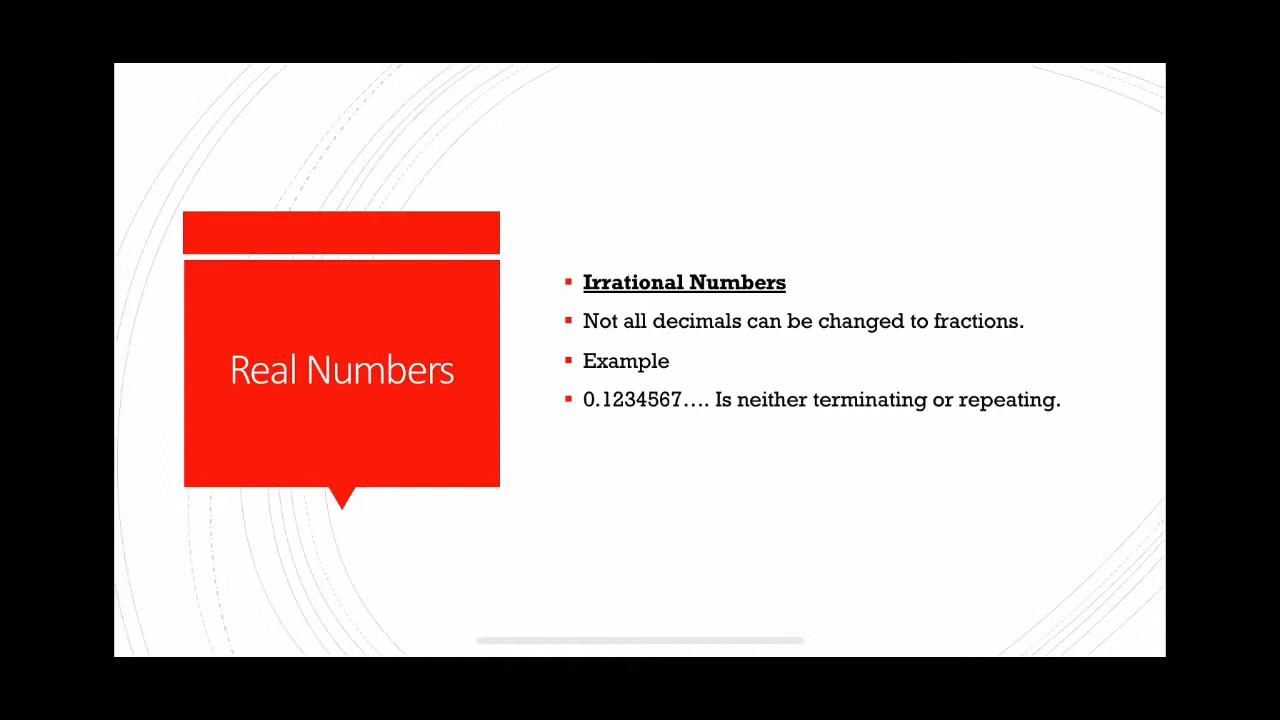 Real Numbers
Irrational Numbers
Not all decimals can be changed to fractions.
Example
0.1234567.... Is neither terminating or repeating.